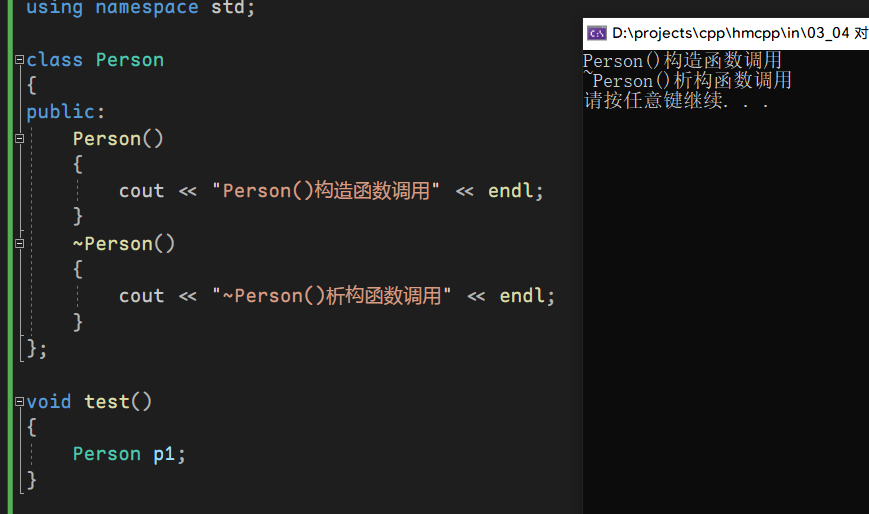 using namespace std;
class Person
{
public:
Person()
{
cout << "Person()构造函数调用" << endl;
}
~Person()
{
cout << "~Person()析构函数调用" << endl;
}
};
void test()
{
Person p1;
}
D:\projects\cpp\hmcpp\in\03_04 对
Person()构造函数调用
~Person()析构函数调用
请按任意键继续. . .